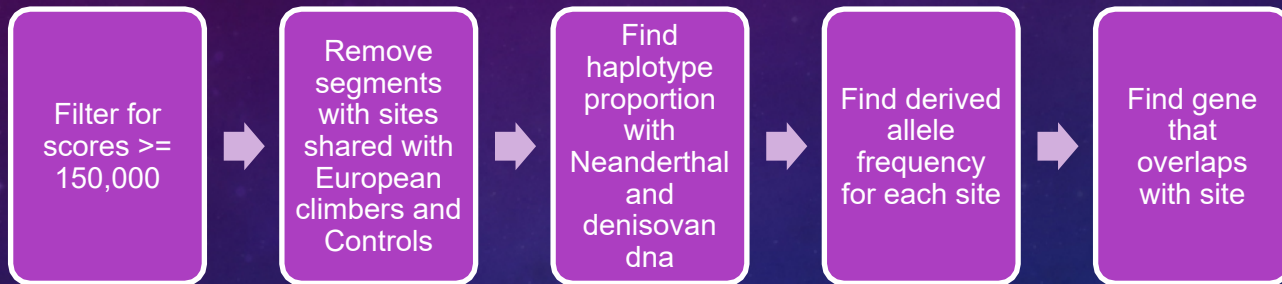 Filter for
scores >=
150,000
Remove
segments
with sites
shared with
European
climbers and
Controls
Find
haplotype
proportion
with
Neanderthal
and
denisovan
dna
Find derived
allele
frequency
for each site
Find gene
that
overlaps
with site